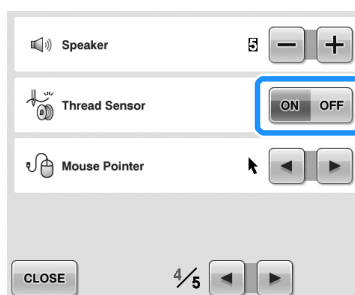 Speaker 5 − +
Thread Sensor ON OFF
Mouse Pointer
CLOSE 4/5